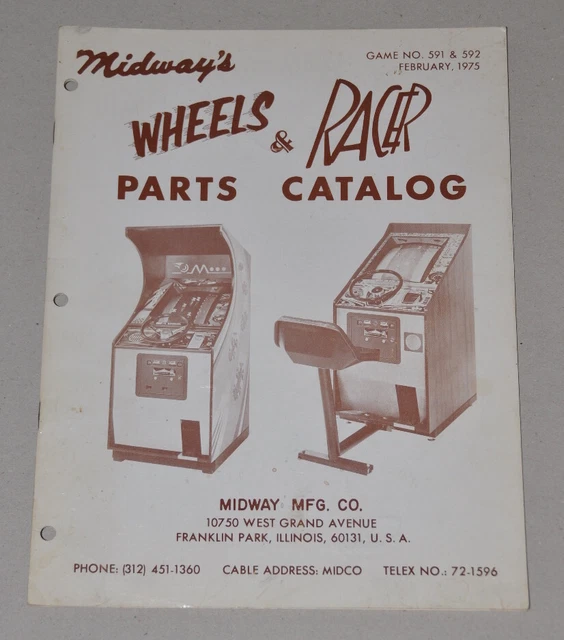 Midway's
GAME NO. 591 & 592
FEBRUARY, 1975
WHEELS & RACER
PARTS CATALOG
MIDWAY MFG. CO.
10750 WEST GRAND AVENUE
FRANKLIN PARK, ILLINOIS, 60131, U. S. A.
PHONE: (312) 451-1360 CABLE ADDRESS: MIDCO TELEX NO.: 72-1596